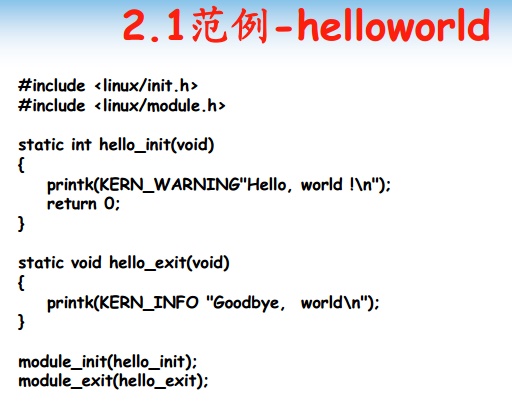 2.1范例-helloworld
#include <linux/init.h>
#include <linux/module.h>
static int hello_init(void)
{
printk(KERN_WARNING"Hello, world !\n");
return 0;
}
static void hello_exit(void)
{
printk(KERN_INFO "Goodbye,  world\n");
}
module_init(hello_init);
module_exit(hello_exit);